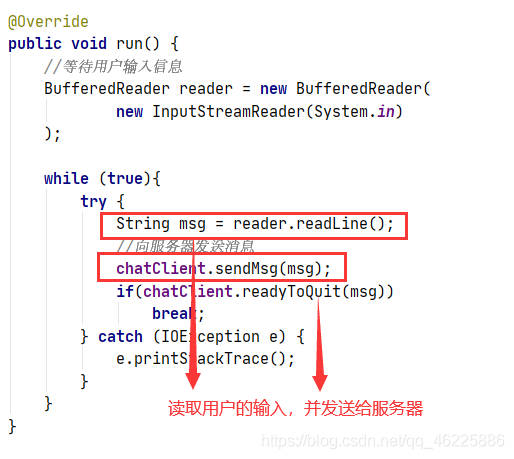 @Override
public void run() {
//等待用户输入信息
BufferedReader reader = new BufferedReader(
new InputStreamReader(System.in)
);
while (true){
try {
String msg = reader.readLine();
//向服务器发送消息
chatClient.sendMsg(msg);
if(chatClient.readyToQuit(msg))
break;
} catch (IOException e) {
e.printStackTrace();
}
读取用户的输入，并发送给服务器
}
}
https://blog.csdn.net/qq_46225886